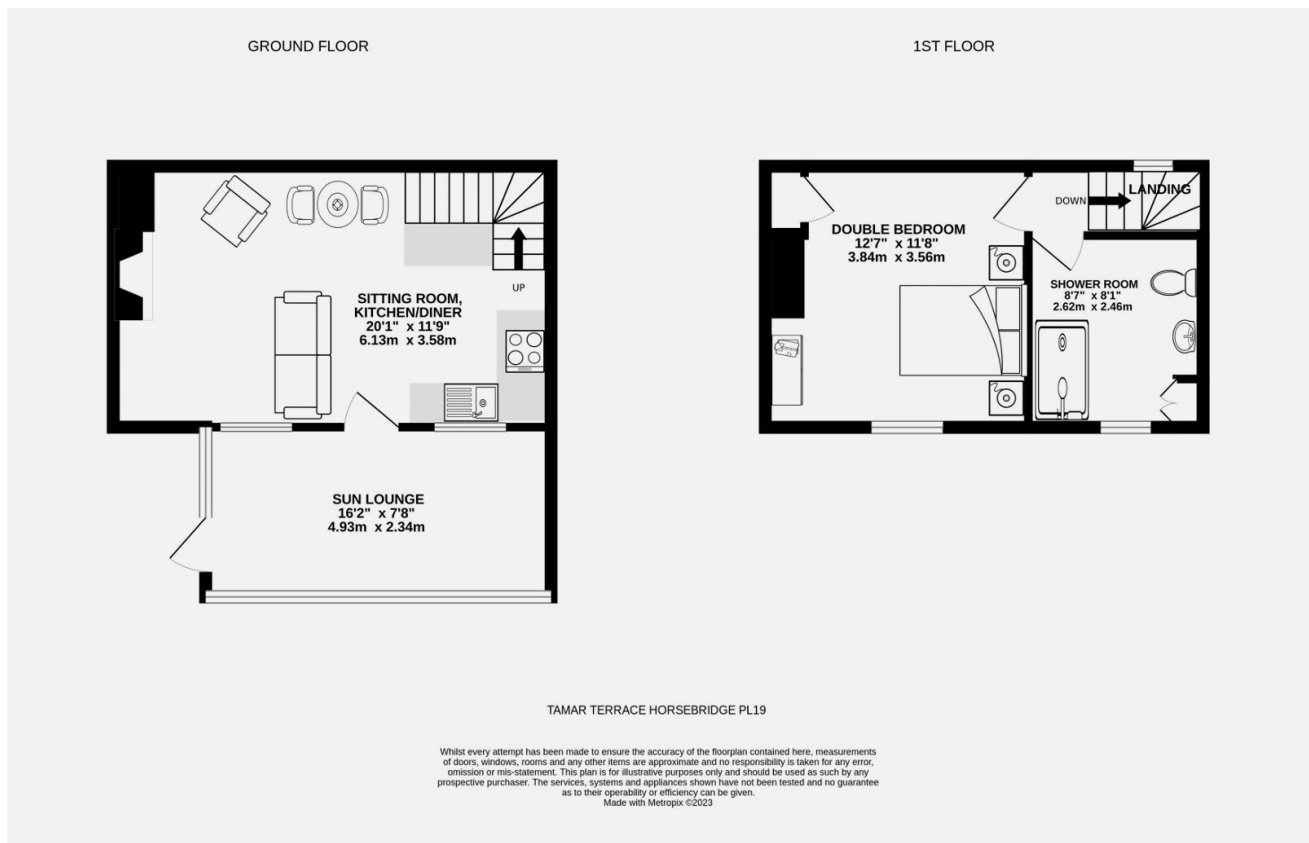 GROUND FLOOR
1ST FLOOR
SITTING ROOM,
KITCHEN/DINER
20'1" x 11'9"
6.13m x 3.58m
UP
SUN LOUNGE
16'2" x 7'8"
4.93m x 2.34m
LANDING
DOWN
DOUBLE BEDROOM
12'7" x 11'8"
3.84m x 3.56m
SHOWER ROOM
8'7" x 8'1"
2.62m x 2.46m
TAMAR TERRACE HORSEBRIDGE PL19
Whilst every attempt has been made to ensure the accuracy of the floorplan contained here, measurements
of doors, windows, rooms and any other items are approximate and no responsibility is taken for any error,
omission or mis-statement. This plan is for illustrative purposes only and should be used as such by any
prospective purchaser. The services, systems and appliances shown have not been tested and no guarantee
as to their operability or efficiency can be given.
Made with Metropix ©2023